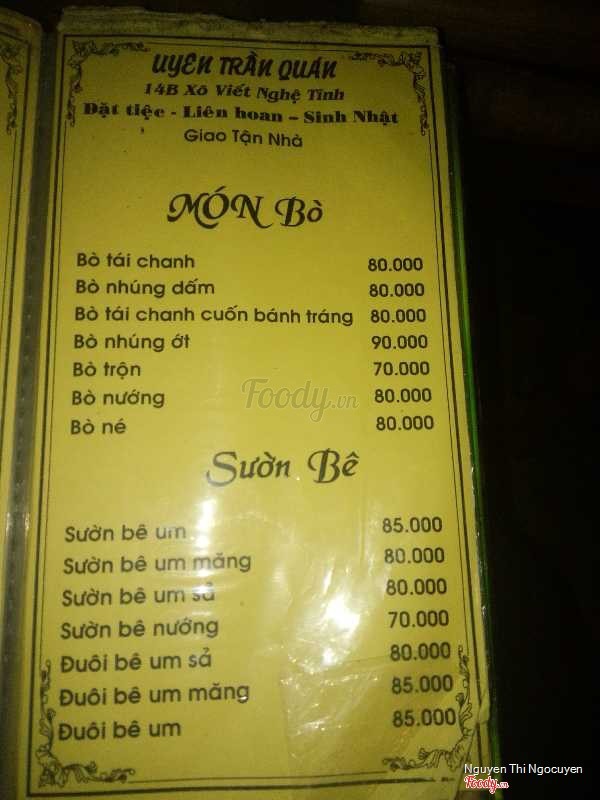 UYEN TRẦN QUÁN
14B Xô Viết Nghệ Tĩnh
Đặt tiệc - Liên hoan - Sinh Nhật
Giao Tận Nhà
MÓN Bò
Bò tái chanh 80.000
Bò nhúng dấm 80.000
Bò tái chanh cuốn bánh tráng 80.000
Bò nhúng ớt 90.000
Bò trộn 70.000
Bò nướng 80.000
Bò né 80.000
Foody.vn
Sườn Bê
Sườn bê um 85.000
Sườn bê um măng 80.000
Sườn bê um sả 80.000
Sườn bê nướng 70.000
Đuôi bê um sả 80.000
Đuôi bê um măng 85.000
Đuôi bê um 85.000
Nguyen Thi Ngocuyen
Foody.vn